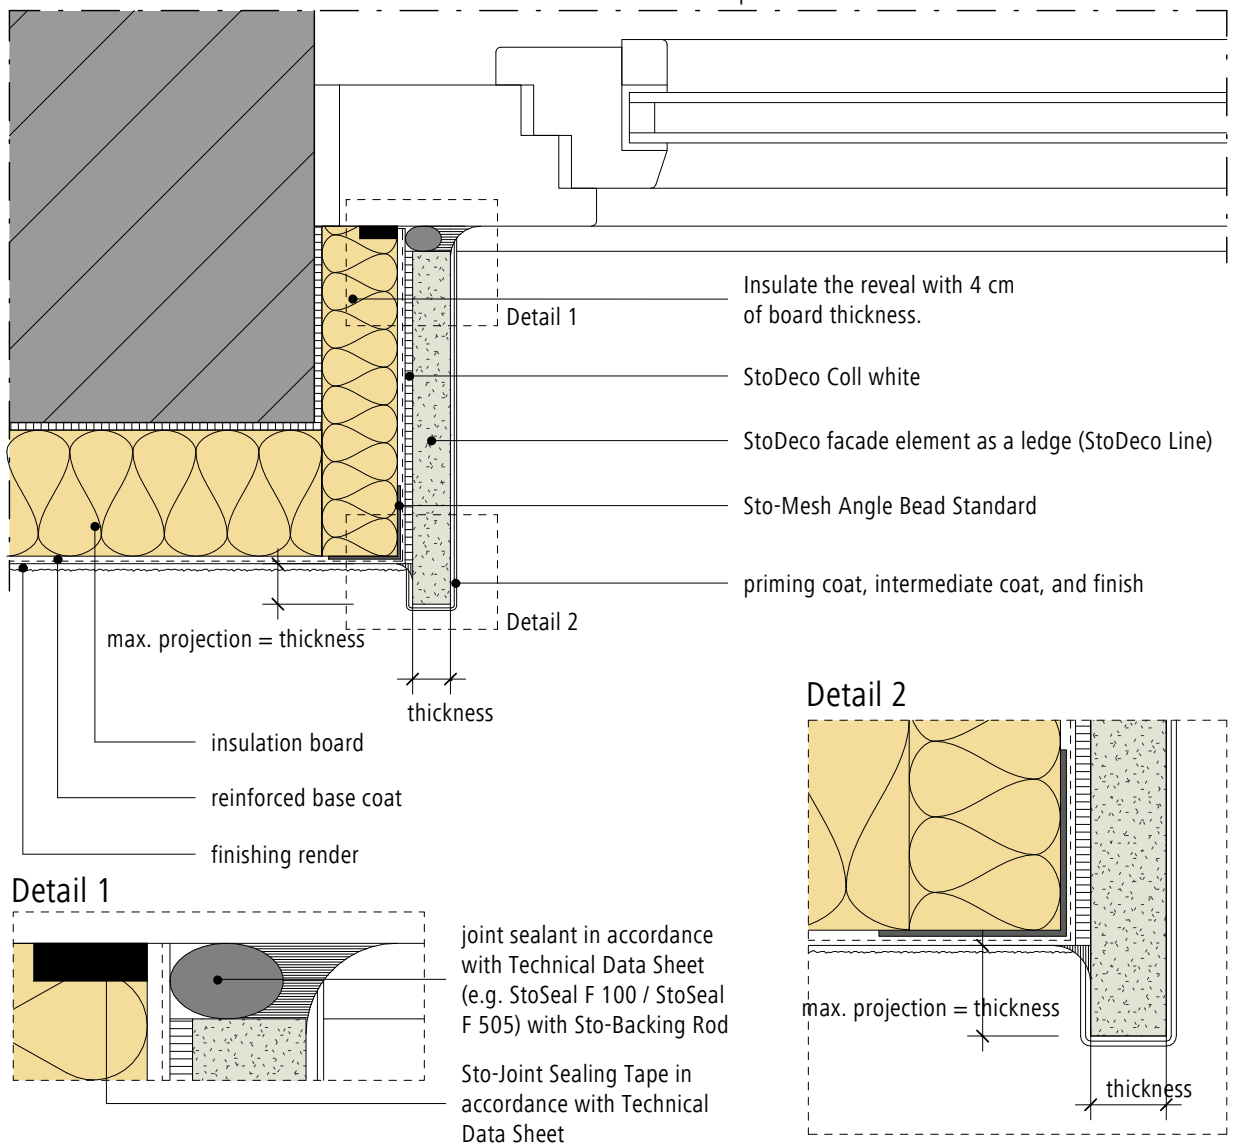 Insulate the reveal with 4 cm
of board thickness.
Detail 1
StoDeco Coll white
StoDeco facade element as a ledge (StoDeco Line)
Sto-Mesh Angle Bead Standard
priming coat, intermediate coat, and finish
Detail 2
max. projection = thickness
thickness
insulation board
reinforced base coat
finishing render
Detail 1
joint sealant in accordance
with Technical Data Sheet
(e.g. StoSeal F 100 / StoSeal
F 505) with Sto-Backing Rod
Sto-Joint Sealing Tape in
accordance with Technical
Data Sheet
Detail 2
max. projection = thickness
thickness